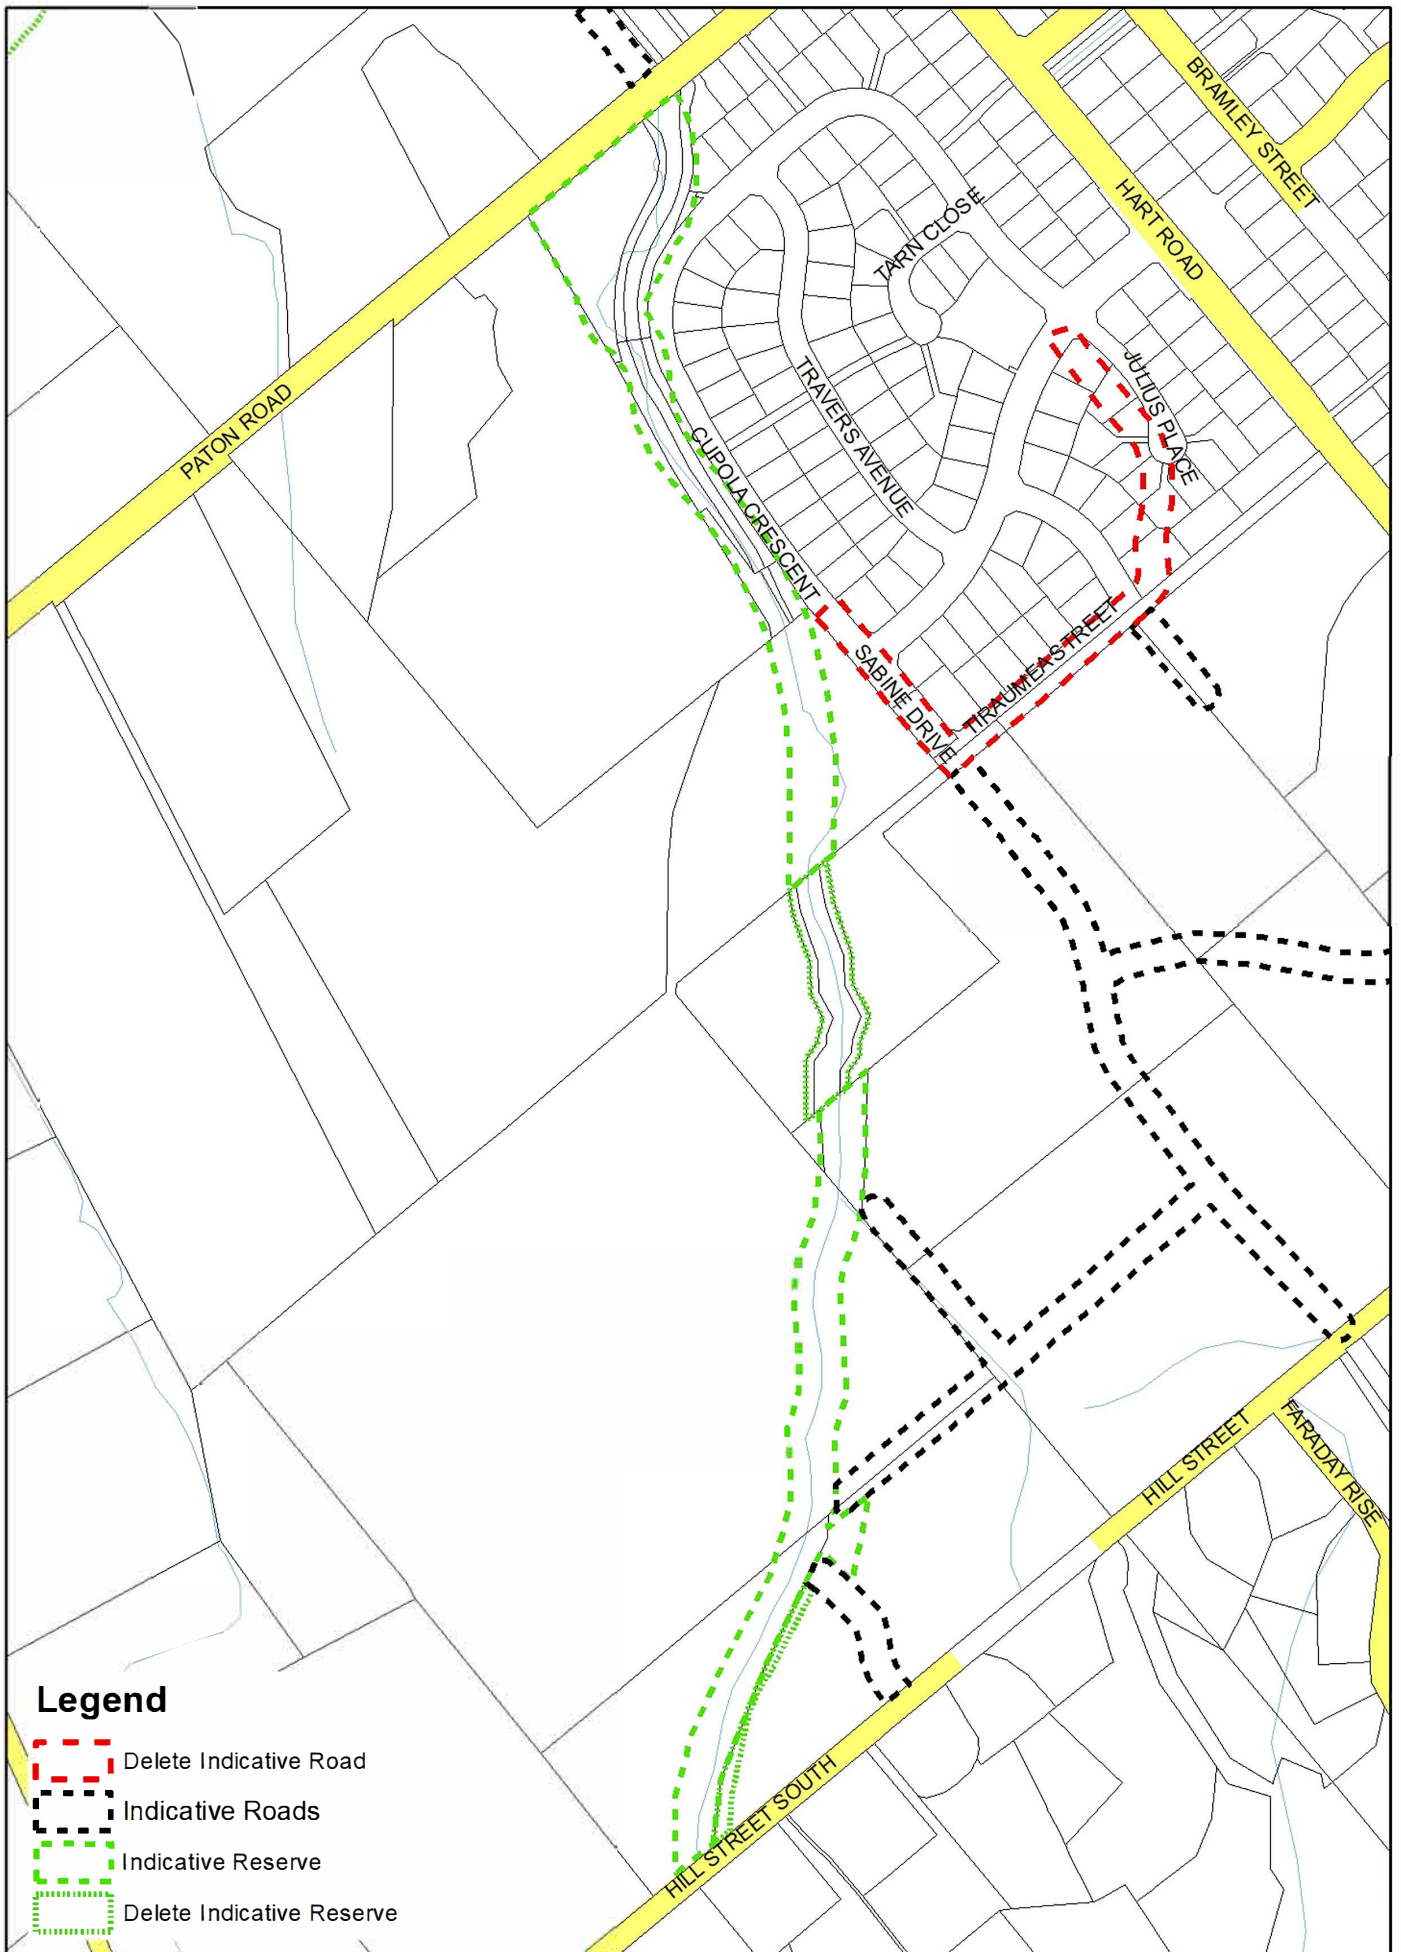 BRAMLEY STREET
HART ROAD
TARN CLOSE
JULIUS PLACE
PATON ROAD
TRAVERS AVENUE
CUPOLA CRESCENT
SABINE DRIVE
TIRAUMEA STREET
HILL STREET
FARADAY RISE
HILL STREET SOUTH
Legend
Delete Indicative Road
Indicative Roads
Indicative Reserve
Delete Indicative Reserve